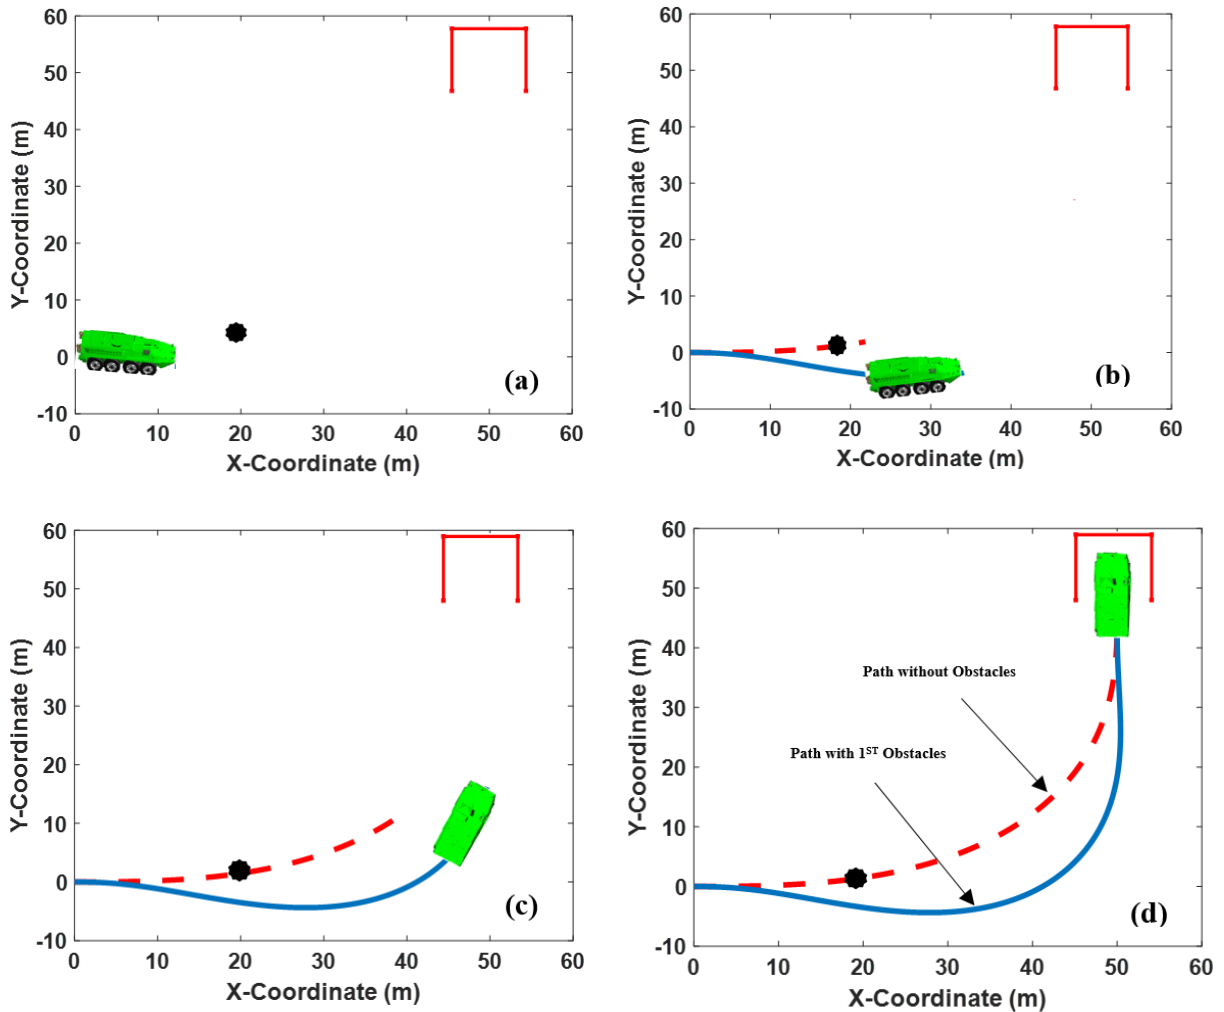 60
50
40
30
20
10
0
-10
Y-Coordinate (m)
(a)
0 10 20 30 40 50 60
X-Coordinate (m)
60
50
40
30
20
10
0
-10
Y-Coordinate (m)
(b)
0 10 20 30 40 50 60
X-Coordinate (m)
60
50
40
30
20
10
0
-10
Y-Coordinate (m)
(c)
0 10 20 30 40 50 60
X-Coordinate (m)
60
50
40
30
20
10
0
-10
Y-Coordinate (m)
Path without Obstacles
Path with 1ST Obstacles
(d)
0 10 20 30 40 50 60
X-Coordinate (m)